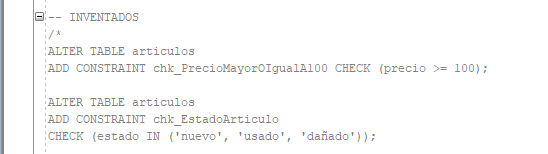 -- INVENTADOS
/*
ALTER TABLE articulos
ADD CONSTRAINT chk_PrecioMayorOIgualA100 CHECK (precio >= 100);
ALTER TABLE articulos
ADD CONSTRAINT chk_EstadoArticulo
CHECK (estado IN ('nuevo', 'usado', 'dañado'));